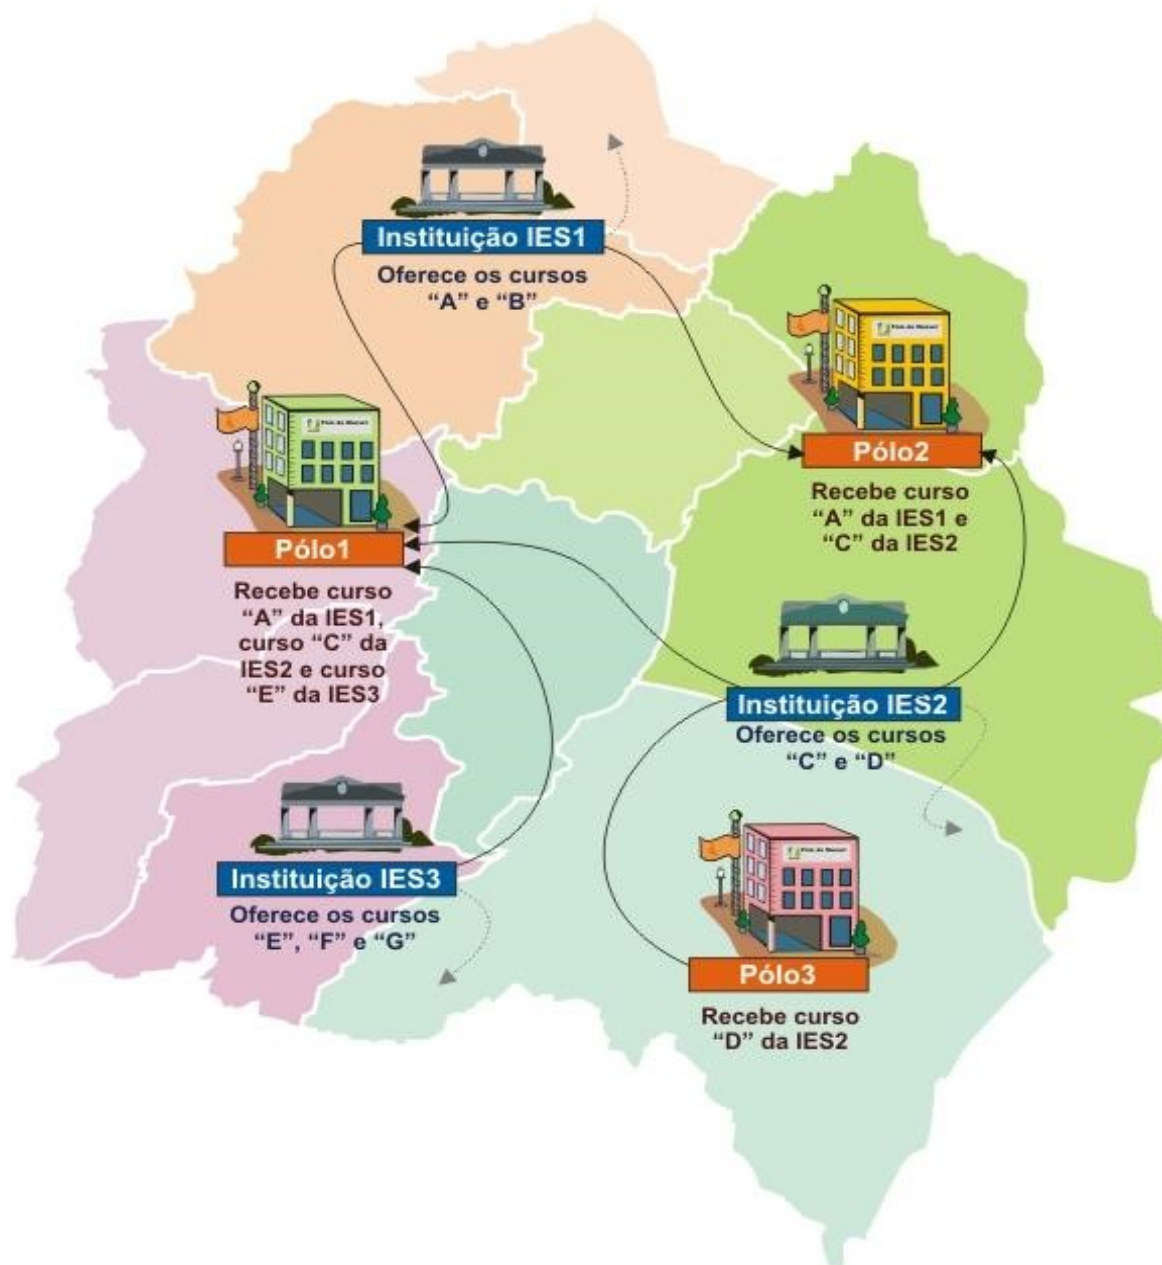 Instituição IES1
Oferece os cursos
“A” e “B”
Pólo2
Recebe curso
“A” da IES1 e
“C” da IES2
Pólo1
Recebe curso
“A” da IES1,
curso “C” da
IES2 e curso
“E” da IES3
Instituição IES2
Oferece os cursos
“C” e “D”
Instituição IES3
Oferece os cursos
“E”, “F” e “G”
Pólo3
Recebe curso
“D” da IES2